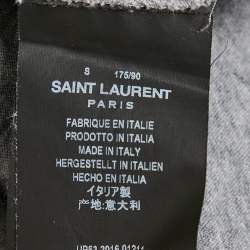 S 175/90
SAINT LAURENT
PARIS
FABRIQUE EN ITALIE
PRODOTTO IN ITALIA
MADE IN ITALY
HERGESTELLT IN ITALIEN
HECHO EN ITALIA
イタリア製
产地:意大利